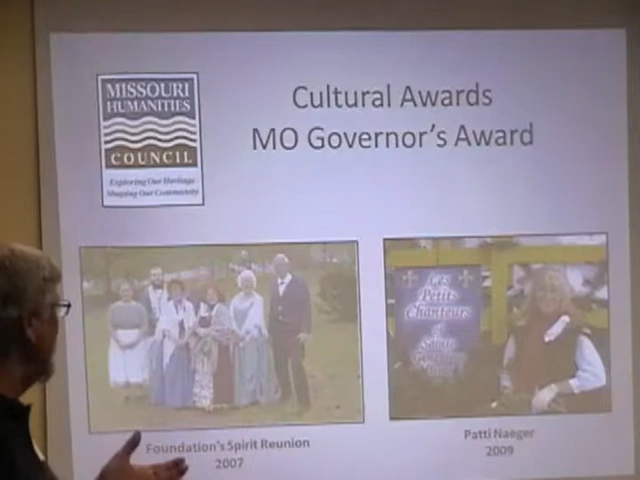 MISSOURI
HUMANITIES
COUNCIL
Exploring Our Heritage
Shaping Our Community
Cultural Awards
MO Governor's Award
Les
Petits
Chanteurs
Foundation's Spirit Reunion
2007
Patti Naeger
2009